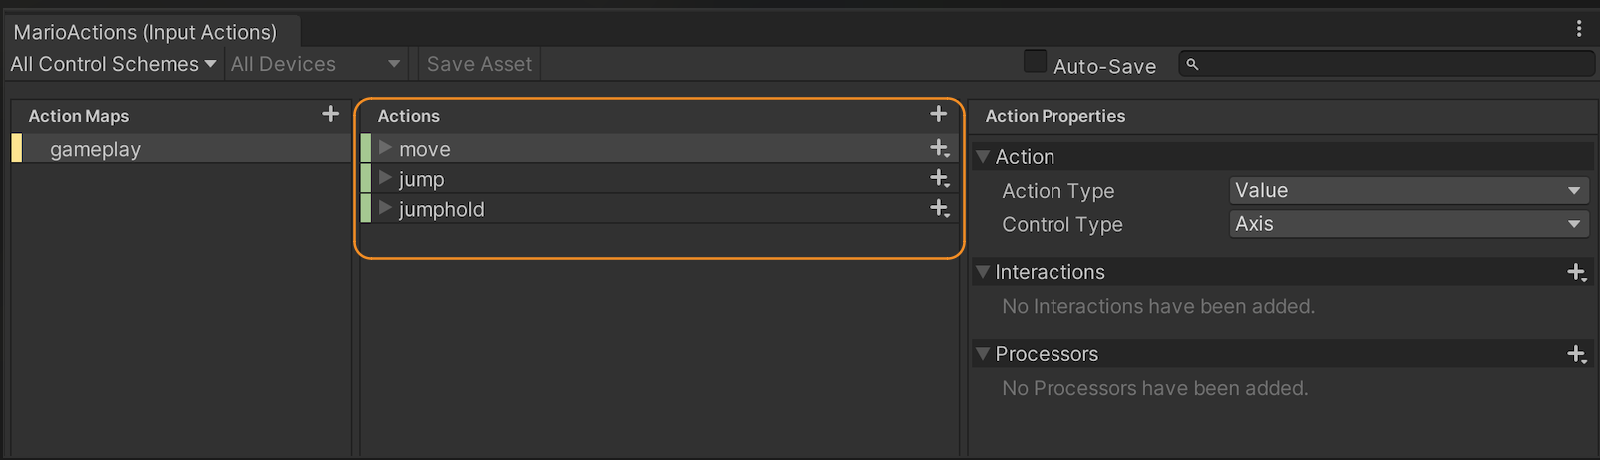 MarioActions (Input Actions)
All Control Schemes All Devices Save Asset Auto-Save
Action Maps
gameplay
Actions
move
jump
jumphold
Action Properties
Action
Action Type Value
Control Type Axis
Interactions
No Interactions have been added.
Processors
No Processors have been added.